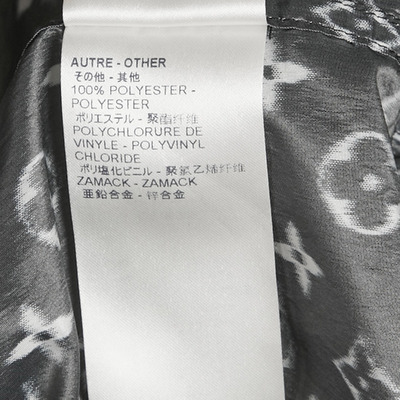 AUTRE - OTHER
その他 - 其他
100% POLYESTER -
POLYESTER
ポリエステル - 聚酯纤维
POLYCHLORURE DE
VINYLE - POLYVINYL
CHLORIDE
ポリ塩化ビニル - 聚氯乙烯纤维
ZAMACK - ZAMACK
亜鉛合金 - 锌合金